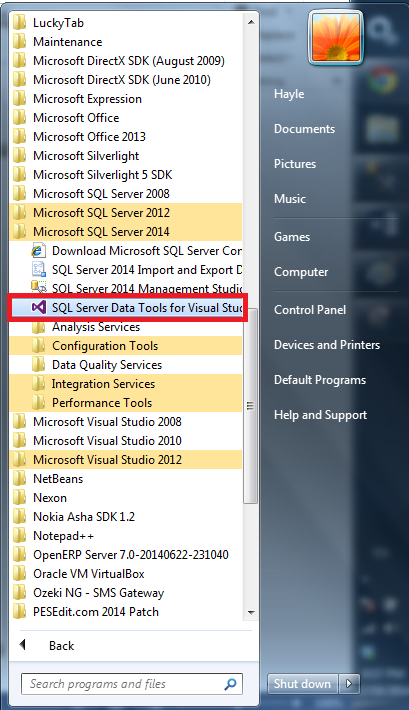 LuckyTab
Maintenance
Microsoft DirectX SDK (August 2009)
Microsoft DirectX SDK (June 2010)
Microsoft Expression
Microsoft Office
Microsoft Office 2013
Microsoft Silverlight
Microsoft Silverlight 5 SDK
Microsoft SQL Server 2008
Microsoft SQL Server 2012
Microsoft SQL Server 2014
Download Microsoft SQL Server Con
SQL Server 2014 Import and Export D
SQL Server 2014 Management Studio
SQL Server Data Tools for Visual Stud
Analysis Services
Configuration Tools
Data Quality Services
Integration Services
Performance Tools
Microsoft Visual Studio 2008
Microsoft Visual Studio 2010
Microsoft Visual Studio 2012
NetBeans
Nexon
Nokia Asha SDK 1.2
Notepad++
OpenERP Server 7.0-20140622-231040
Oracle VM VirtualBox
Ozeki NG - SMS Gateway
PESEdit.com 2014 Patch
Back
Search programs and files
Hayle
Documents
Pictures
Music
Games
Computer
Control Panel
Devices and Printers
Default Programs
Help and Support
Shut down